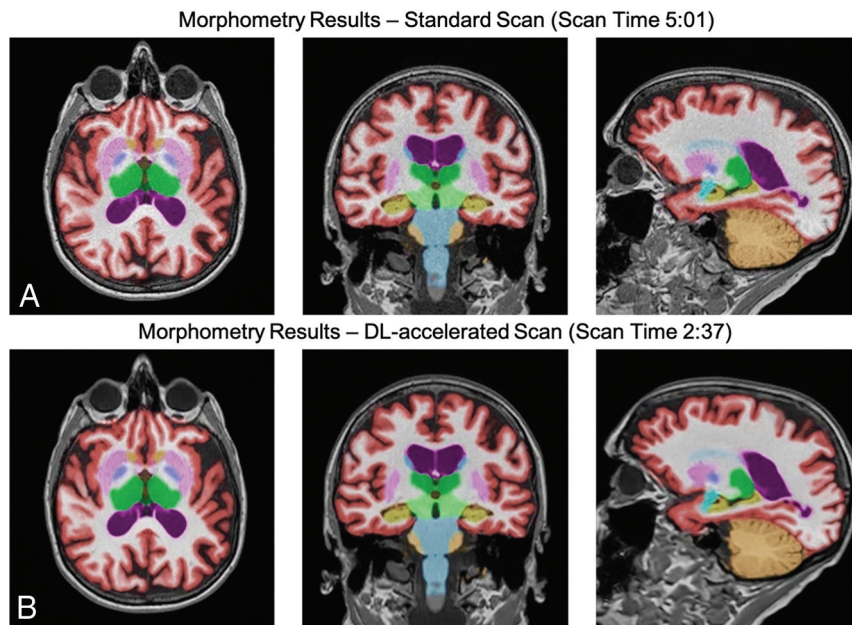 Morphometry Results – Standard Scan (Scan Time 5:01)
A
Morphometry Results – DL-accelerated Scan (Scan Time 2:37)
B